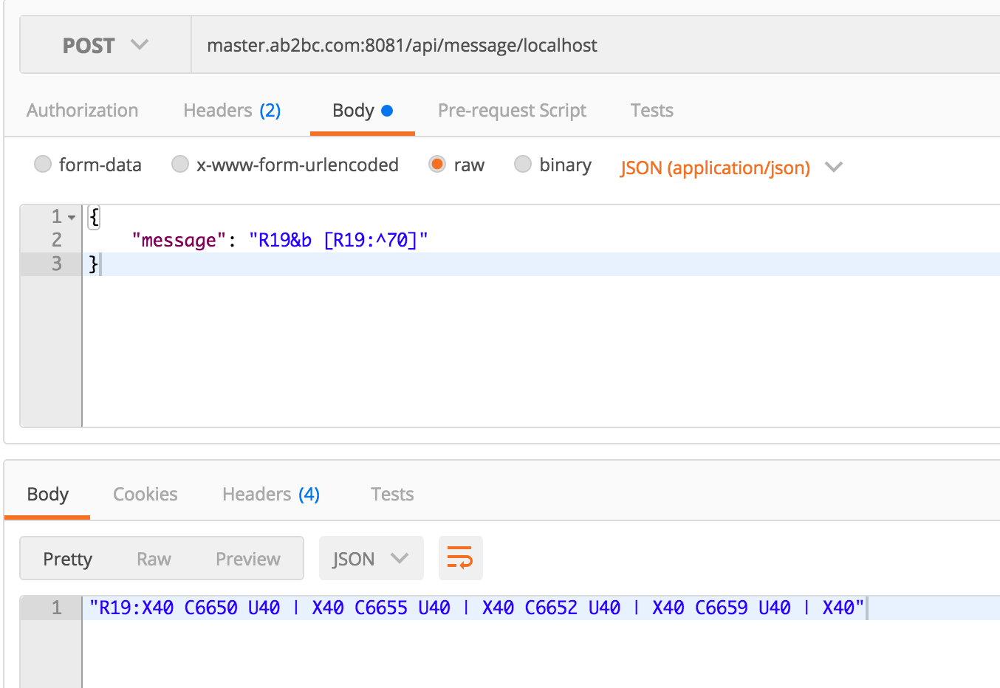 POST master.ab2bc.com:8081/api/message/localhost
Authorization Headers (2) Body Pre-request Script Tests
form-data x-www-form-urlencoded raw binary JSON (application/json)
1 {
2 "message": "R19&b [R19:^70]"
3 }
Body Cookies Headers (4) Tests
Pretty Raw Preview JSON
1 "R19:X40 C6650 U40 | X40 C6655 U40 | X40 C6652 U40 | X40 C6659 U40 | X40"